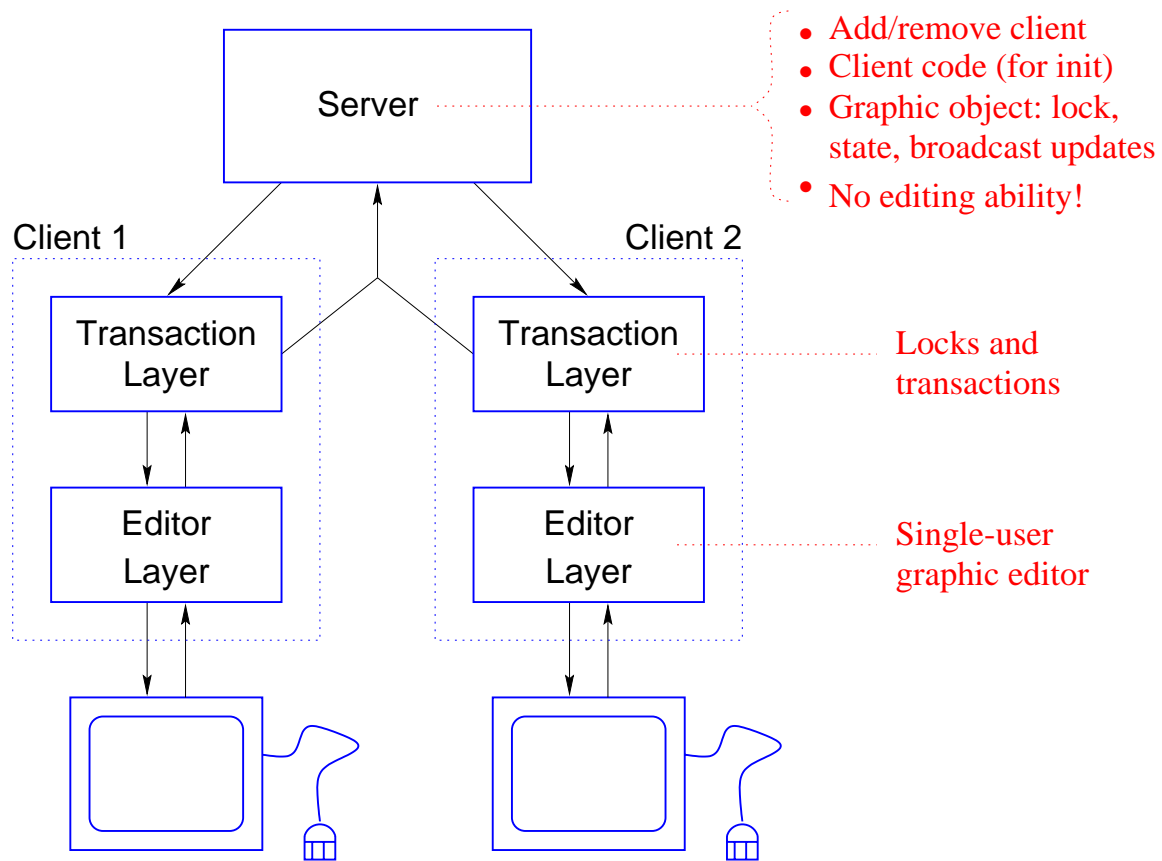 Server
• Add/remove client
• Client code (for init)
• Graphic object: lock,
state, broadcast updates
• No editing ability!
Client 1
Client 2
Transaction
Layer
Transaction
Layer
Locks and
transactions
Editor
Layer
Editor
Layer
Single-user
graphic editor